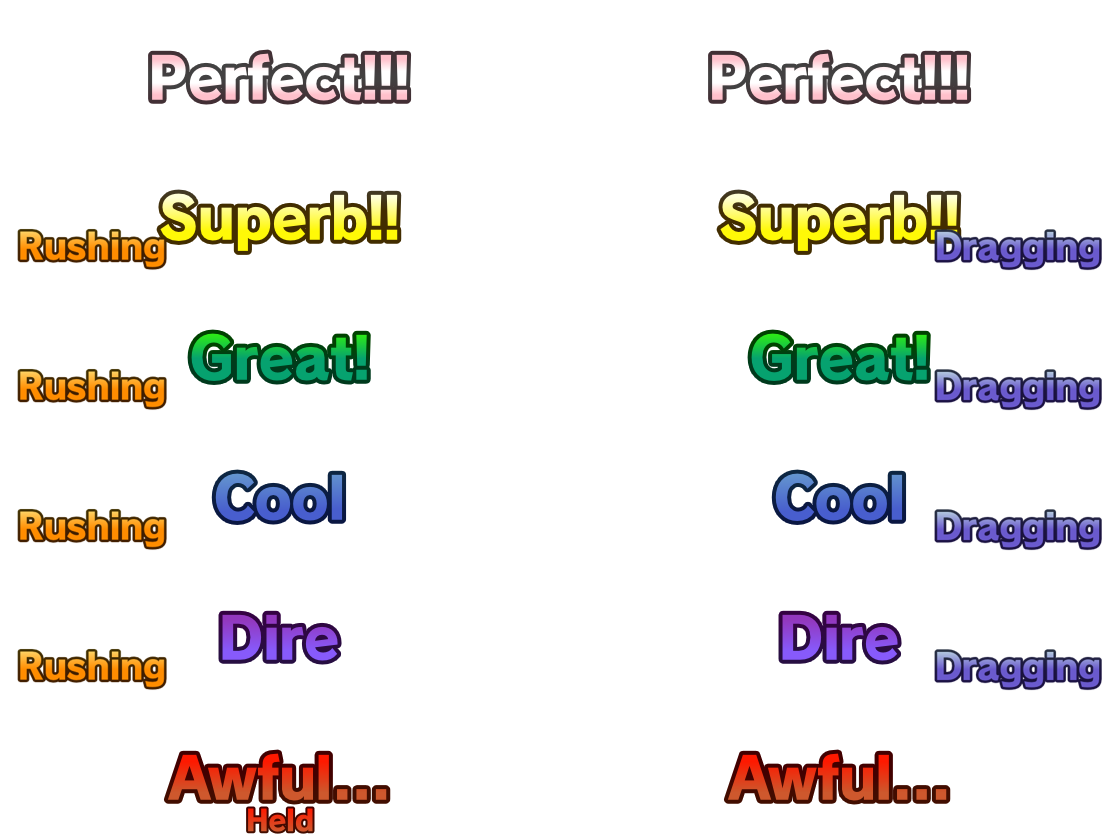 Perfect!!! Perfect!!!
Superb!! Superb!!
Rushing Dragging
Great! Great!
Rushing Dragging
Cool Cool
Rushing Dragging
Dire Dire
Rushing Dragging
Awful... Awful...
Held